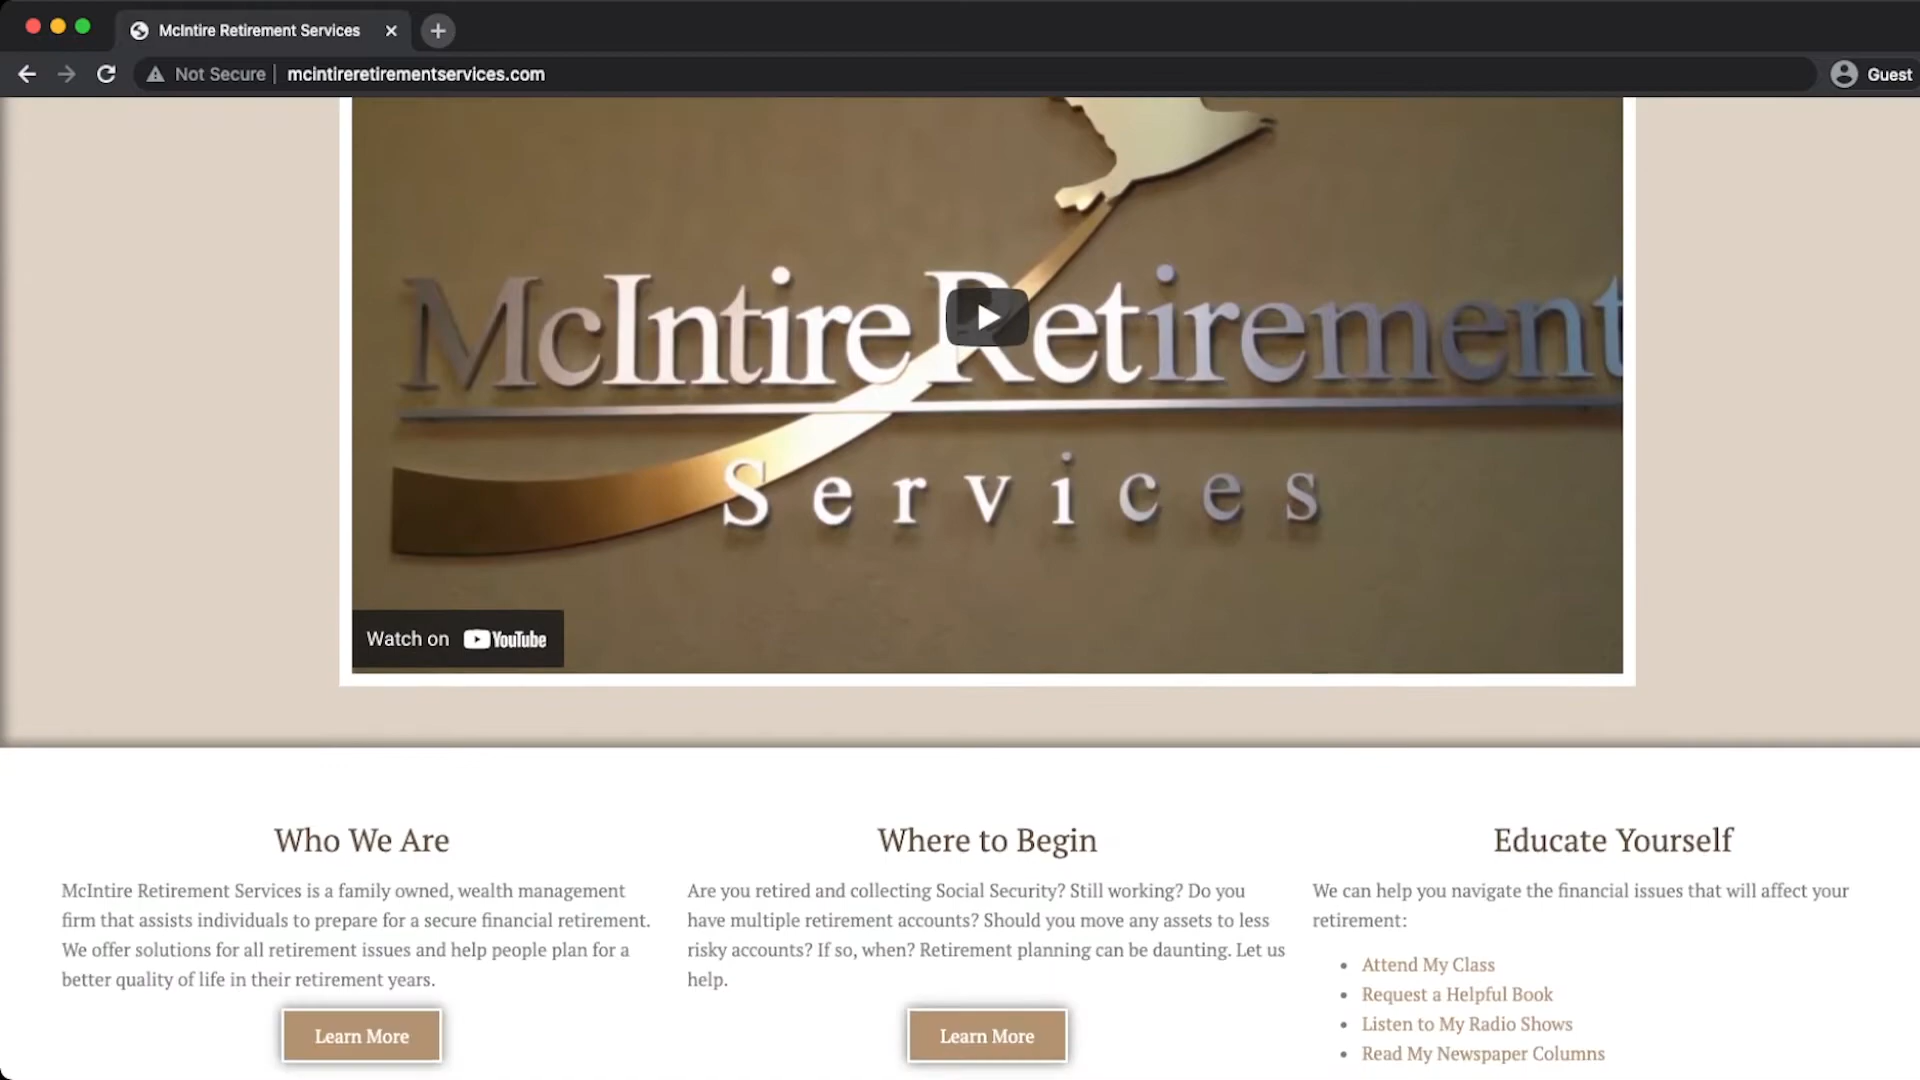 McIntire Retirement Services
Not Secure
mcintireretirementservices.com
Guest
McIntire Retirement
Services
Watch on YouTube
Who We Are
McIntire Retirement Services is a family owned, wealth management
firm that assists individuals to prepare for a secure financial retirement.
We offer solutions for all retirement issues and help people plan for a
better quality of life in their retirement years.
Learn More
Where to Begin
Are you retired and collecting Social Security? Still working? Do you
have multiple retirement accounts? Should you move any assets to less
risky accounts? If so, when? Retirement planning can be daunting. Let us
help.
Learn More
Educate Yourself
We can help you navigate the financial issues that will affect your
retirement:
Attend My Class
Request a Helpful Book
Listen to My Radio Shows
Read My Newspaper Columns